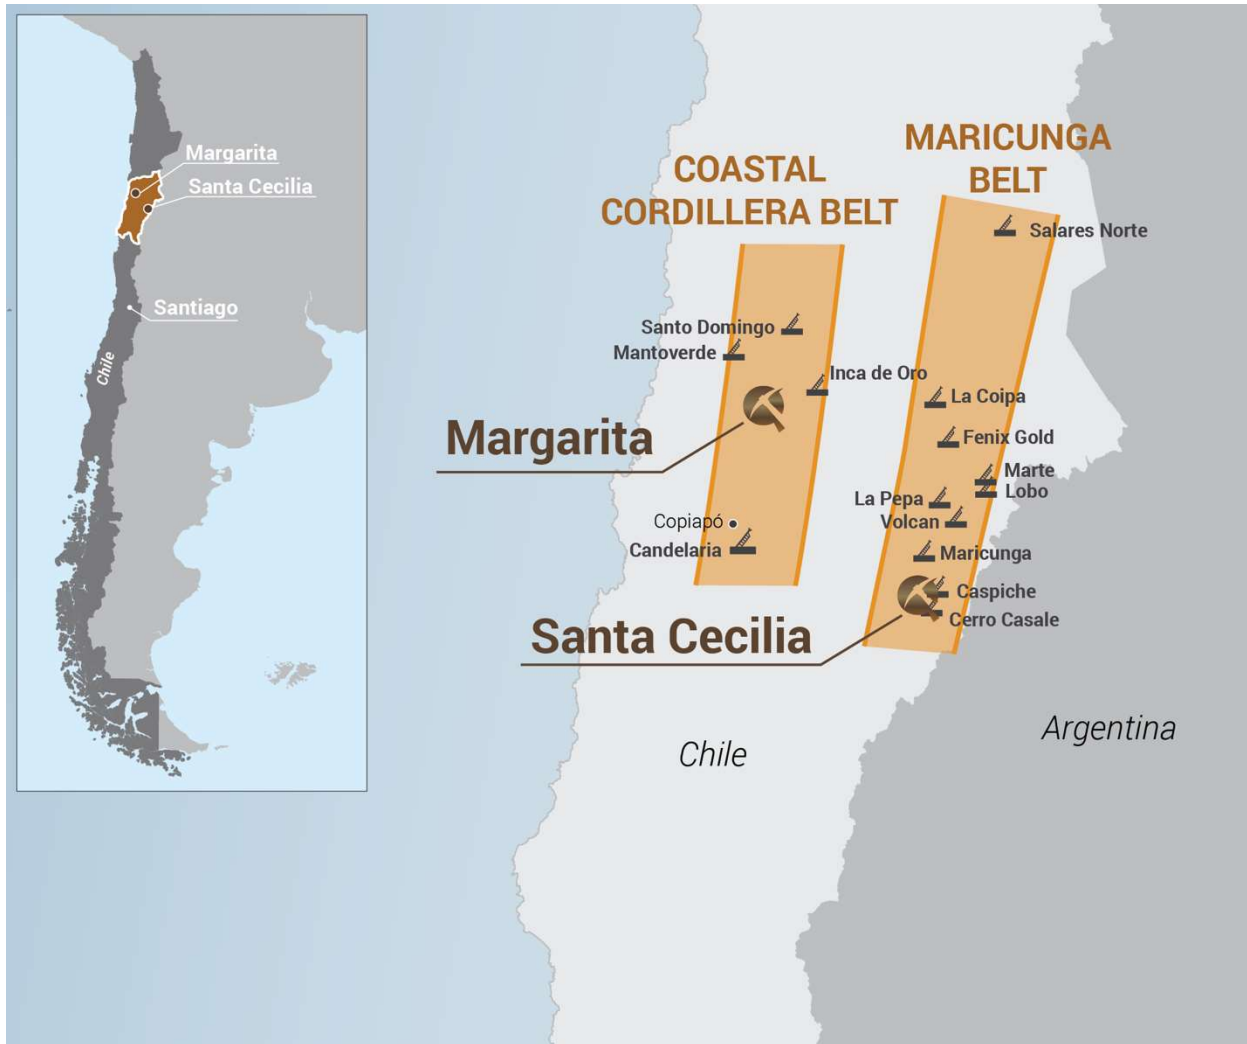 Margarita
Santa Cecilia
Santiago
Chile
COASTAL
CORDILLERA BELT
MARICUNGA
BELT
Salares Norte
Santo Domingo
Mantoverde
Inca de Oro
La Coipa
Margarita
Fenix Gold
Marte
Lobo
La Pepa
Volcan
Copiapó
Candelaria
Maricunga
Caspiche
Cerro Casale
Santa Cecilia
Chile
Argentina